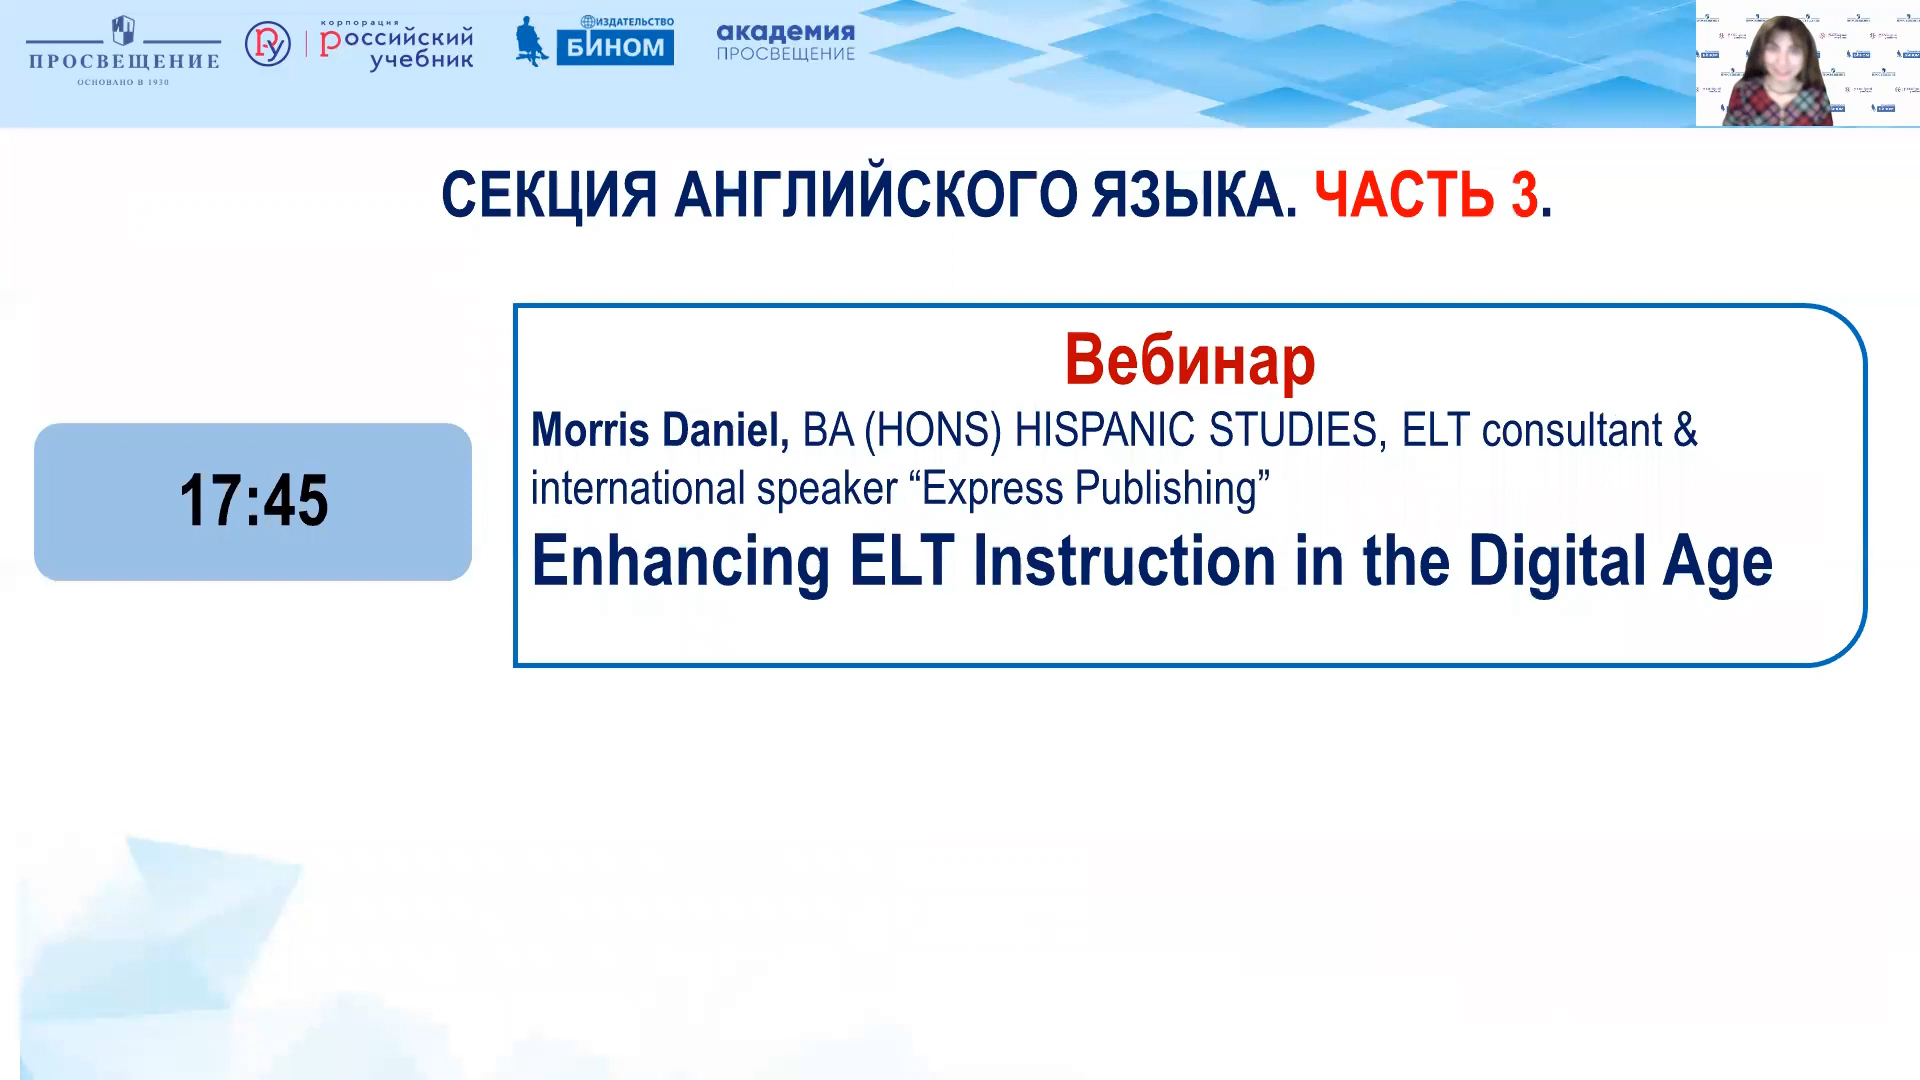 ПРОСВЕЩЕНИЕ
ОСНОВАНО В 1930
РУ
корпорация
российский
учебник
ИЗДАТЕЛЬСТВО
БИНОМ
академия
ПРОСВЕЩЕНИЕ
СЕКЦИЯ АНГЛИЙСКОГО ЯЗЫКА. ЧАСТЬ 3.
17:45
Вебинар
Morris Daniel, BA (HONS) HISPANIC STUDIES, ELT consultant &
international speaker “Express Publishing”
Enhancing ELT Instruction in the Digital Age